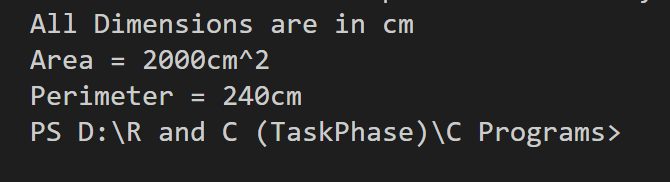 All Dimensions are in cm
Area = 2000cm^2
Perimeter = 240cm
PS D:\R and C (TaskPhase)\C Programs>